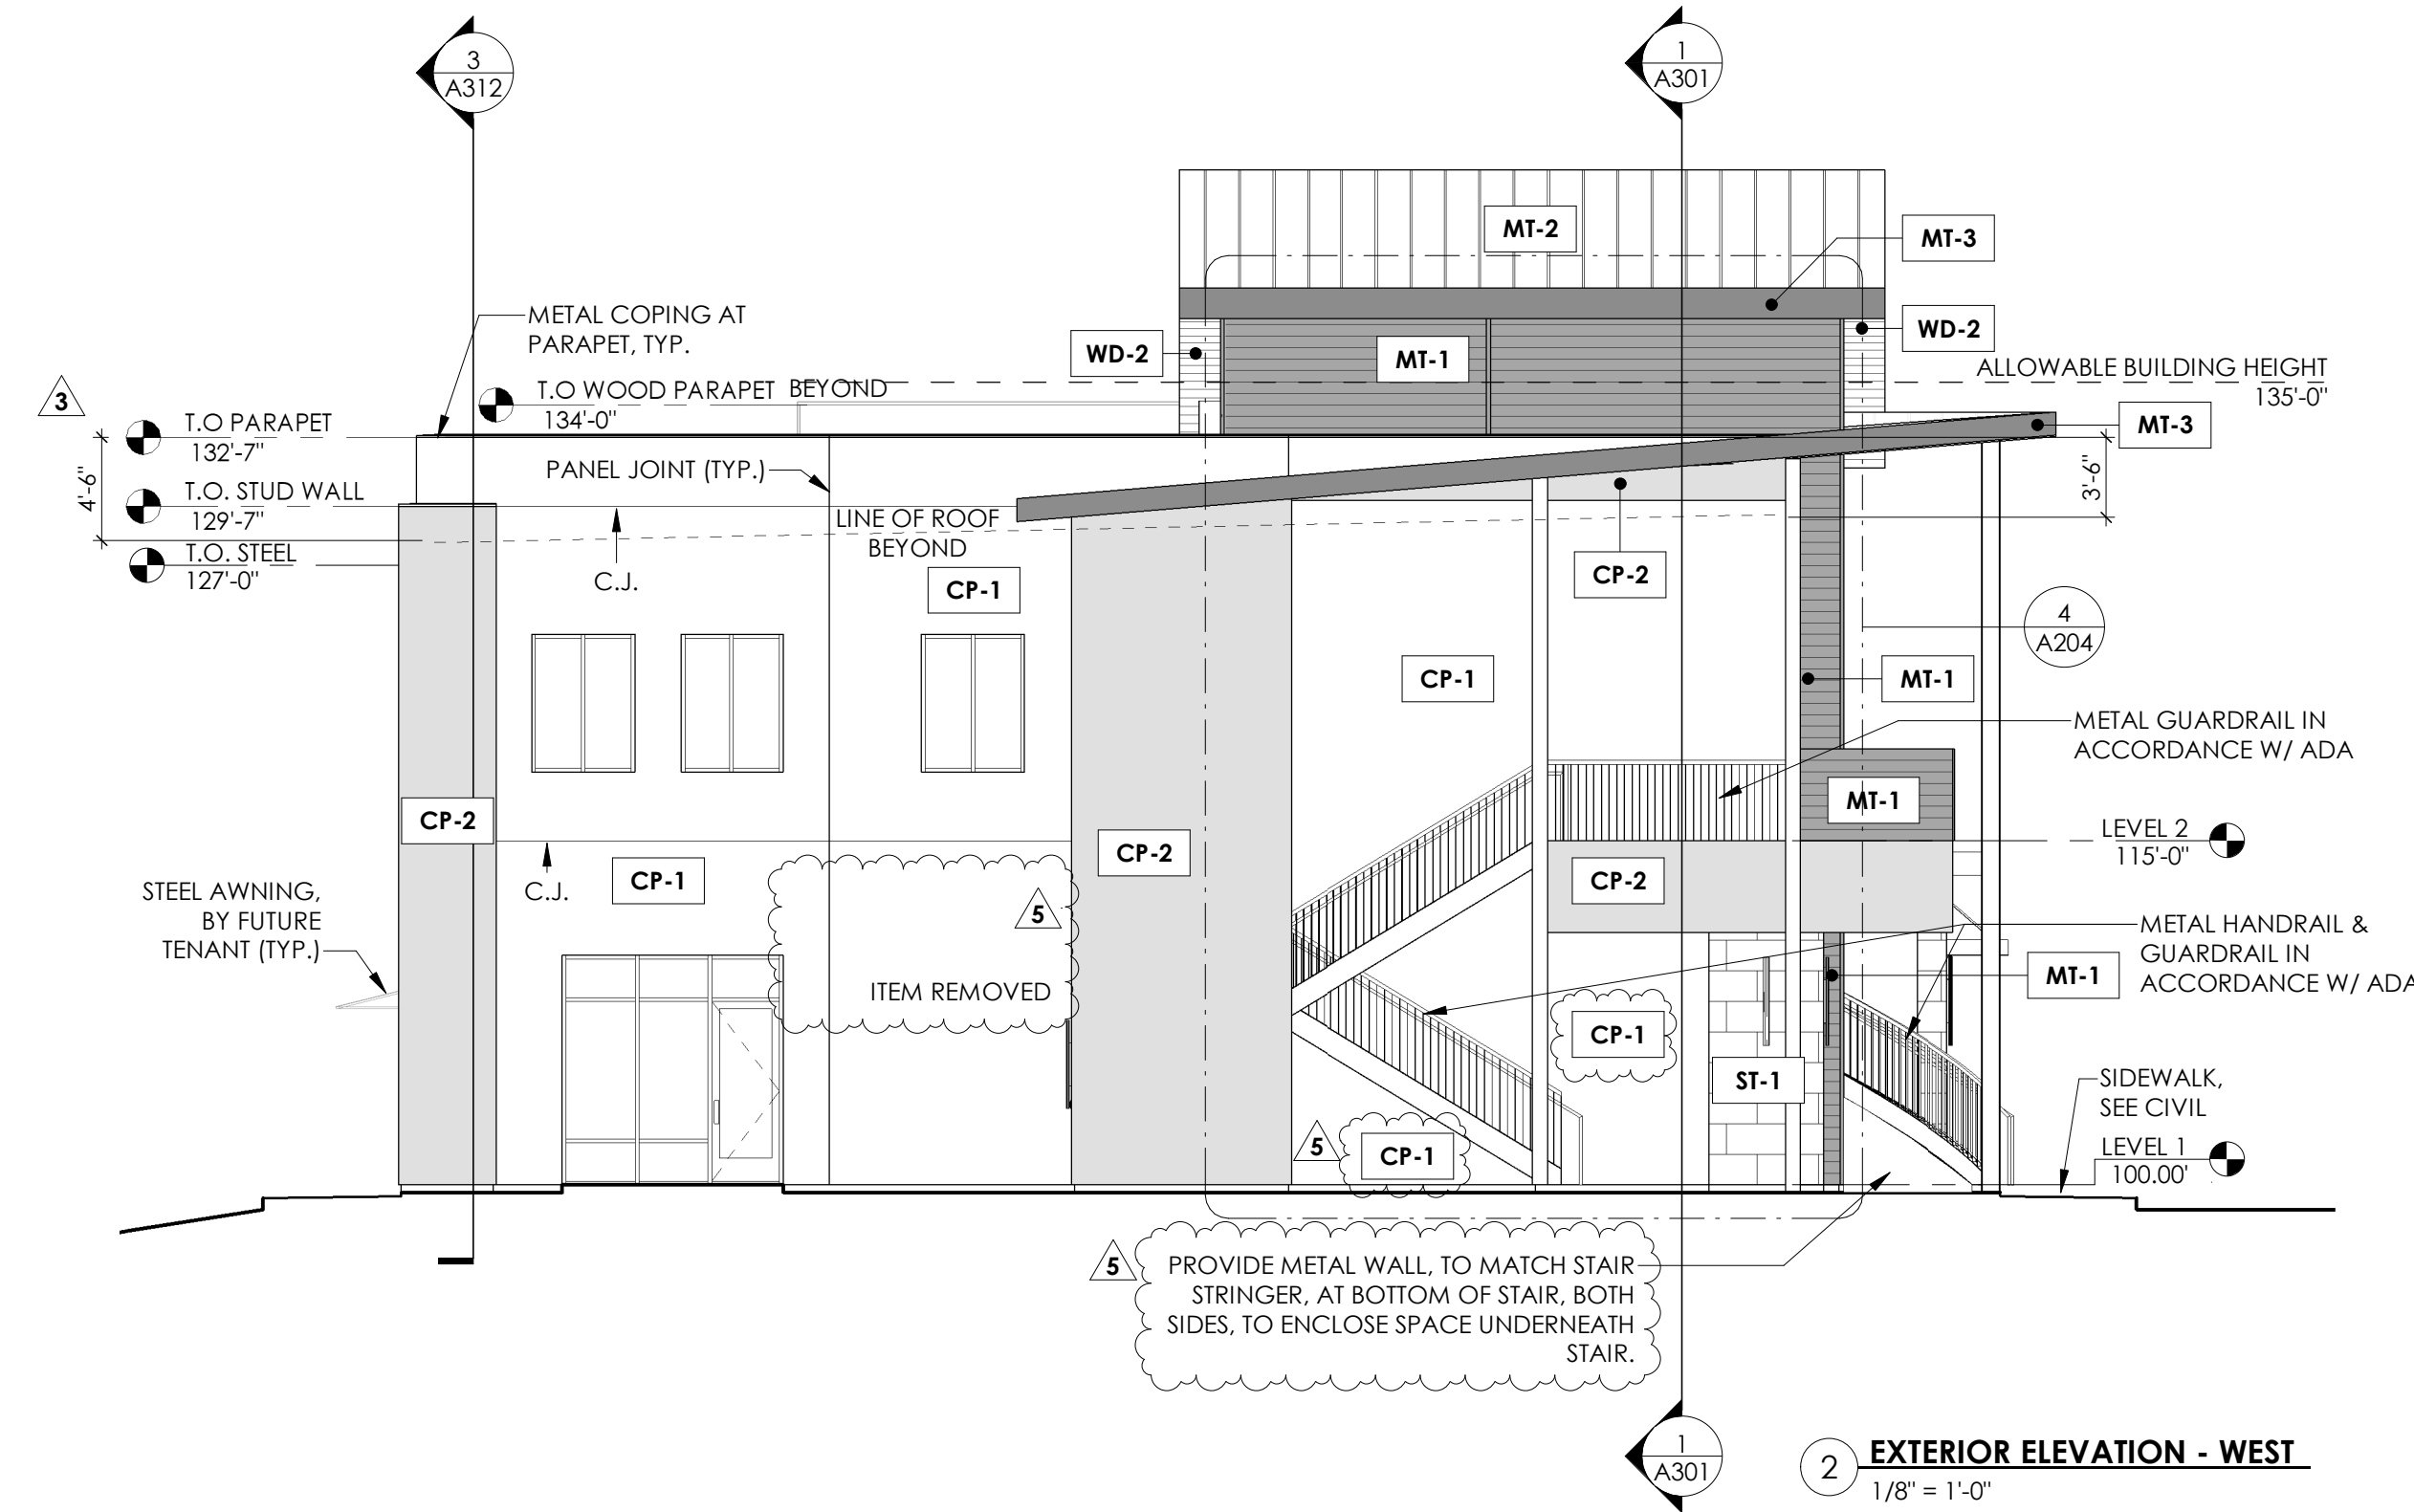 3
A312
1
A301
MT-2
MT-3
METAL COPING AT
PARAPET, TYP.
WD-2
MT-1
WD-2
ALLOWABLE BUILDING HEIGHT
135'-0"
3
T.O WOOD PARAPET BEYOND
134'-0"
T.O PARAPET
132'-7"
MT-3
4'-6"
PANEL JOINT (TYP.)
3'-6"
T.O. STUD WALL
129'-7"
LINE OF ROOF
BEYOND
T.O. STEEL
127'-0"
C.J.
CP-1
CP-2
4
A204
CP-1
MT-1
METAL GUARDRAIL IN
ACCORDANCE W/ ADA
CP-2
MT-1
LEVEL 2
115'-0"
CP-2
C.J.
CP-1
CP-2
STEEL AWNING,
BY FUTURE
TENANT (TYP.)
5
ITEM REMOVED
METAL HANDRAIL &
GUARDRAIL IN
ACCORDANCE W/ ADA
MT-1
CP-1
ST-1
SIDEWALK,
SEE CIVIL
5
CP-1
LEVEL 1
100.00'
5
PROVIDE METAL WALL, TO MATCH STAIR
STRINGER, AT BOTTOM OF STAIR, BOTH
SIDES, TO ENCLOSE SPACE UNDERNEATH
STAIR.
1
A301
2
EXTERIOR ELEVATION - WEST
1/8" = 1'-0"